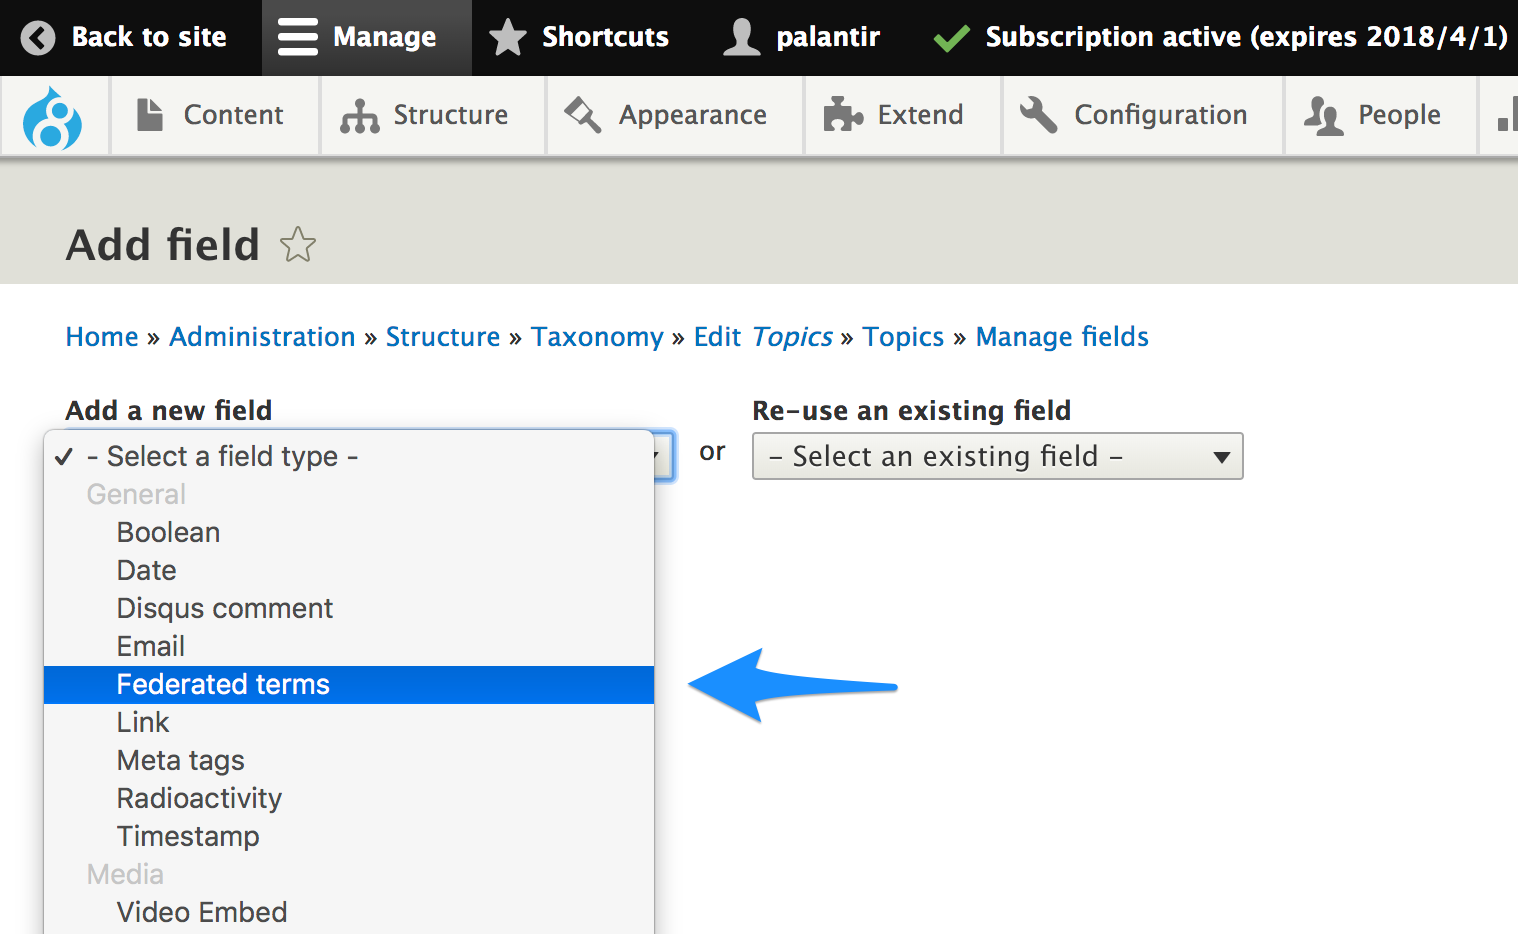 Back to site Manage Shortcuts palantir Subscription active (expires 2018/4/1)
8 Content Structure Appearance Extend Configuration People
Add field
Home » Administration » Structure » Taxonomy » Edit Topics » Topics » Manage fields
Add a new field
Re-use an existing field
- Select a field type -
or
- Select an existing field -
General
Boolean
Date
Disqus comment
Email
Federated terms
Link
Meta tags
Radioactivity
Timestamp
Media
Video Embed